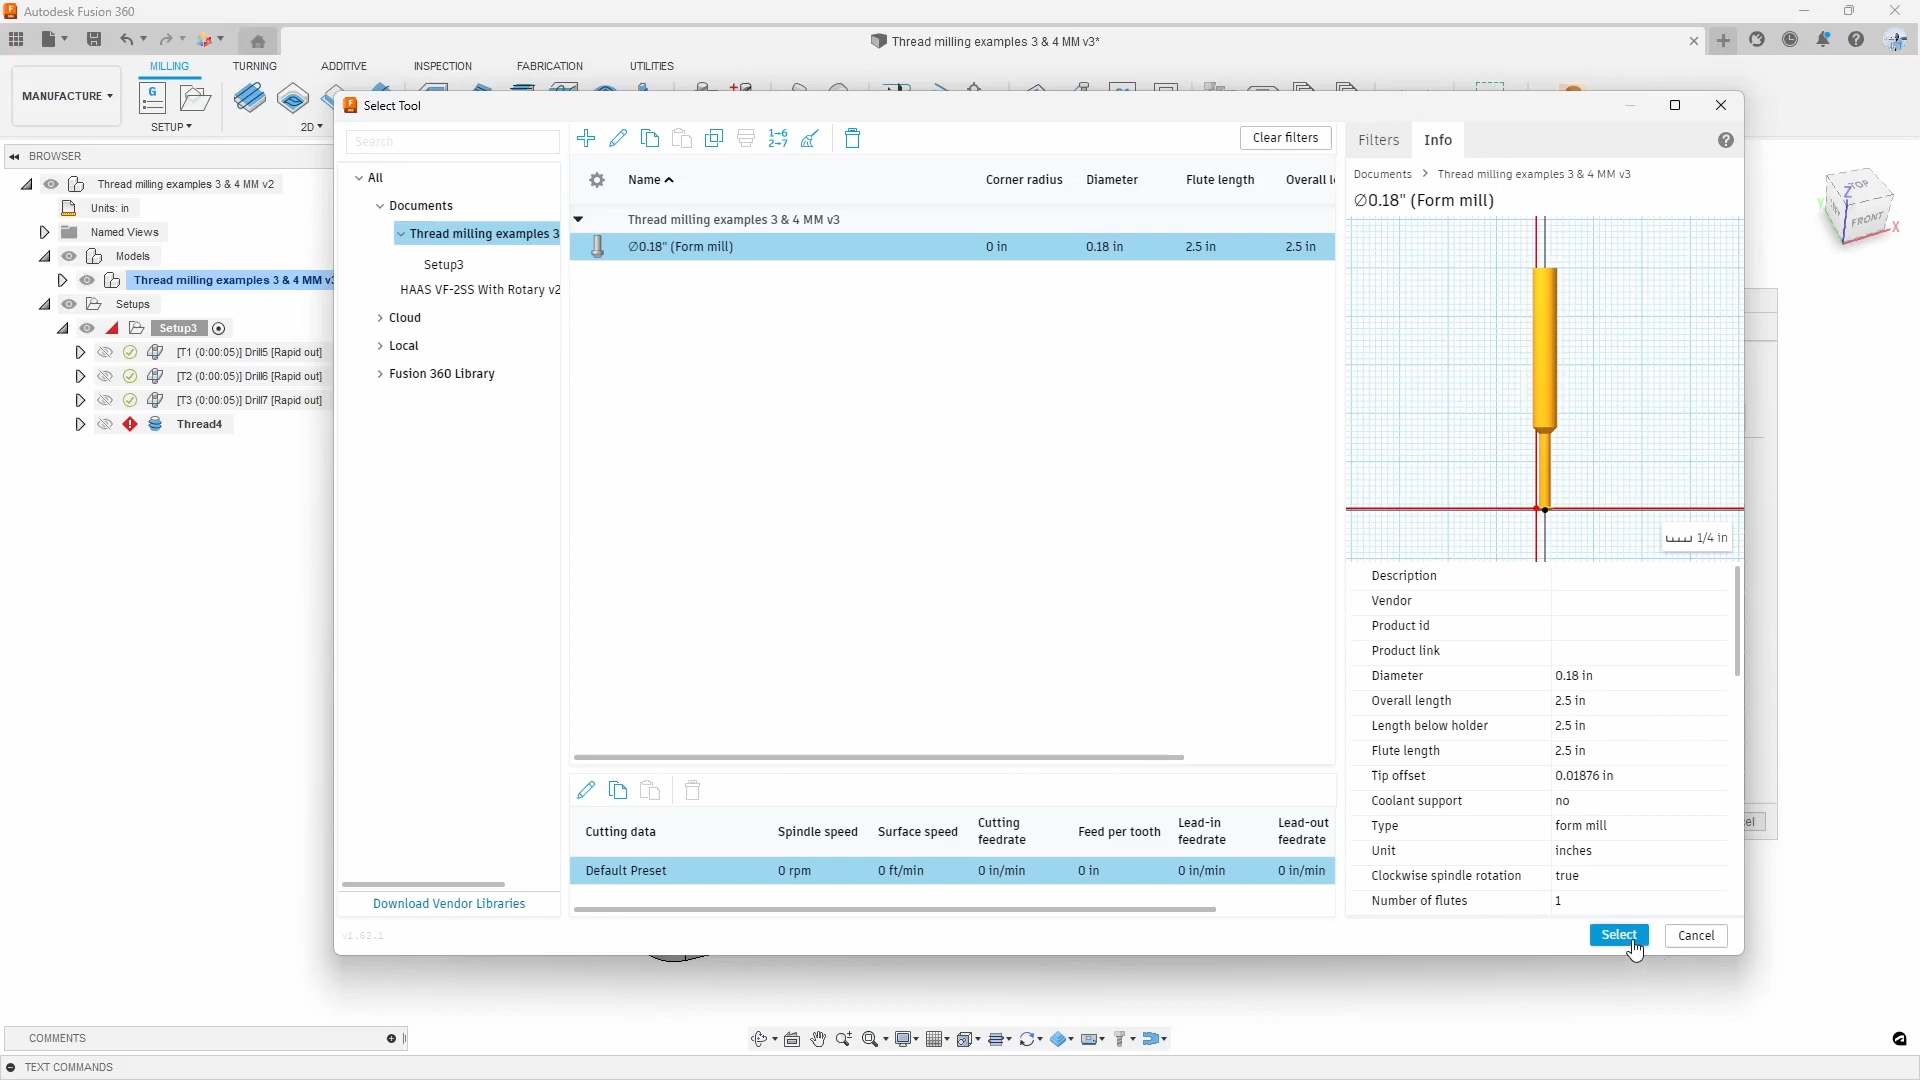 Autodesk Fusion 360
Thread milling examples 3 & 4 MM v3*
MILLING
TURNING
ADDITIVE
INSPECTION
FABRICATION
UTILITIES
MANUFACTURE
SETUP
2D
BROWSER
Thread milling examples 3 & 4 MM v2
Units: in
Named Views
Models
Thread milling examples 3 & 4 MM v
Setups
Setup3
[T1 (0:00:05)] Drill5 [Rapid out]
[T2 (0:00:05)] Drill6 [Rapid out]
[T3 (0:00:05)] Drill7 [Rapid out]
Thread4
Select Tool
Search
All
Documents
Thread milling examples 3
Setup3
HAAS VF-2SS With Rotary v2
Cloud
Local
Fusion 360 Library
Download Vendor Libraries
v1.62.1
1→6
2→7
Clear filters
Name
Corner radius
Diameter
Flute length
Overall l
Thread milling examples 3 & 4 MM v3
∅0.18" (Form mill)
0 in
0.18 in
2.5 in
2.5 in
Cutting data
Spindle speed
Surface speed
Cutting feedrate
Feed per tooth
Lead-in feedrate
Lead-out feedrate
Default Preset
0 rpm
0 ft/min
0 in/min
0 in
0 in/min
0 in/min
Filters
Info
Documents > Thread milling examples 3 & 4 MM v3
∅0.18" (Form mill)
1/4 in
Description
Vendor
Product id
Product link
Diameter 0.18 in
Overall length 2.5 in
Length below holder 2.5 in
Flute length 2.5 in
Tip offset 0.01876 in
Coolant support no
Type form mill
Unit inches
Clockwise spindle rotation true
Number of flutes 1
Select
Cancel
el
TOP
FRONT
Z
Y
X
COMMENTS
TEXT COMMANDS